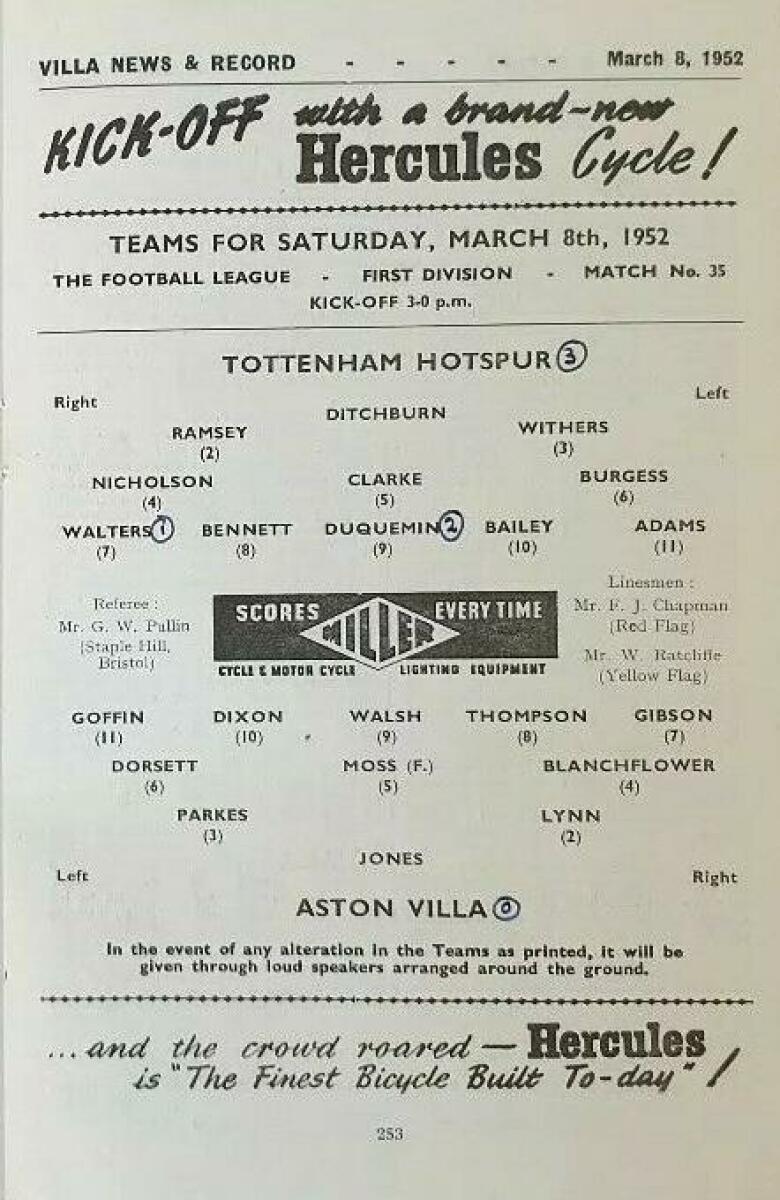 VILLA NEWS & RECORD - - - - - March 8, 1952
KICK-OFF with a brand-new
Hercules Cycle!
TEAMS FOR SATURDAY, MARCH 8th, 1952
THE FOOTBALL LEAGUE - FIRST DIVISION - MATCH No. 35
KICK-OFF 3-0 p.m.
TOTTENHAM HOTSPUR 3
Right Left
DITCHBURN
RAMSEY WITHERS
(2) (3)
NICHOLSON CLARKE BURGESS
(4) (5) (6)
WALTERS 1 BENNETT DUQUEMIN 2 BAILEY ADAMS
(7) (8) (9) (10) (11)
Referee :
Mr. G. W. Pullin
(Staple Hill,
Bristol)
SCORES MILLER EVERY TIME
CYCLE & MOTOR CYCLE LIGHTING EQUIPMENT
Linesmen :
Mr. F. J. Chapman
(Red Flag)
Mr. W. Ratcliffe
(Yellow Flag)
GOFFIN DIXON WALSH THOMPSON GIBSON
(11) (10) (9) (8) (7)
DORSETT MOSS (F.) BLANCHFLOWER
(6) (5) (4)
PARKES LYNN
(3) (2)
JONES
Left Right
ASTON VILLA 0
In the event of any alteration in the Teams as printed, it will be
given through loud speakers arranged around the ground.
...and the crowd roared — Hercules
is "The Finest Bicycle Built To-day" !
253